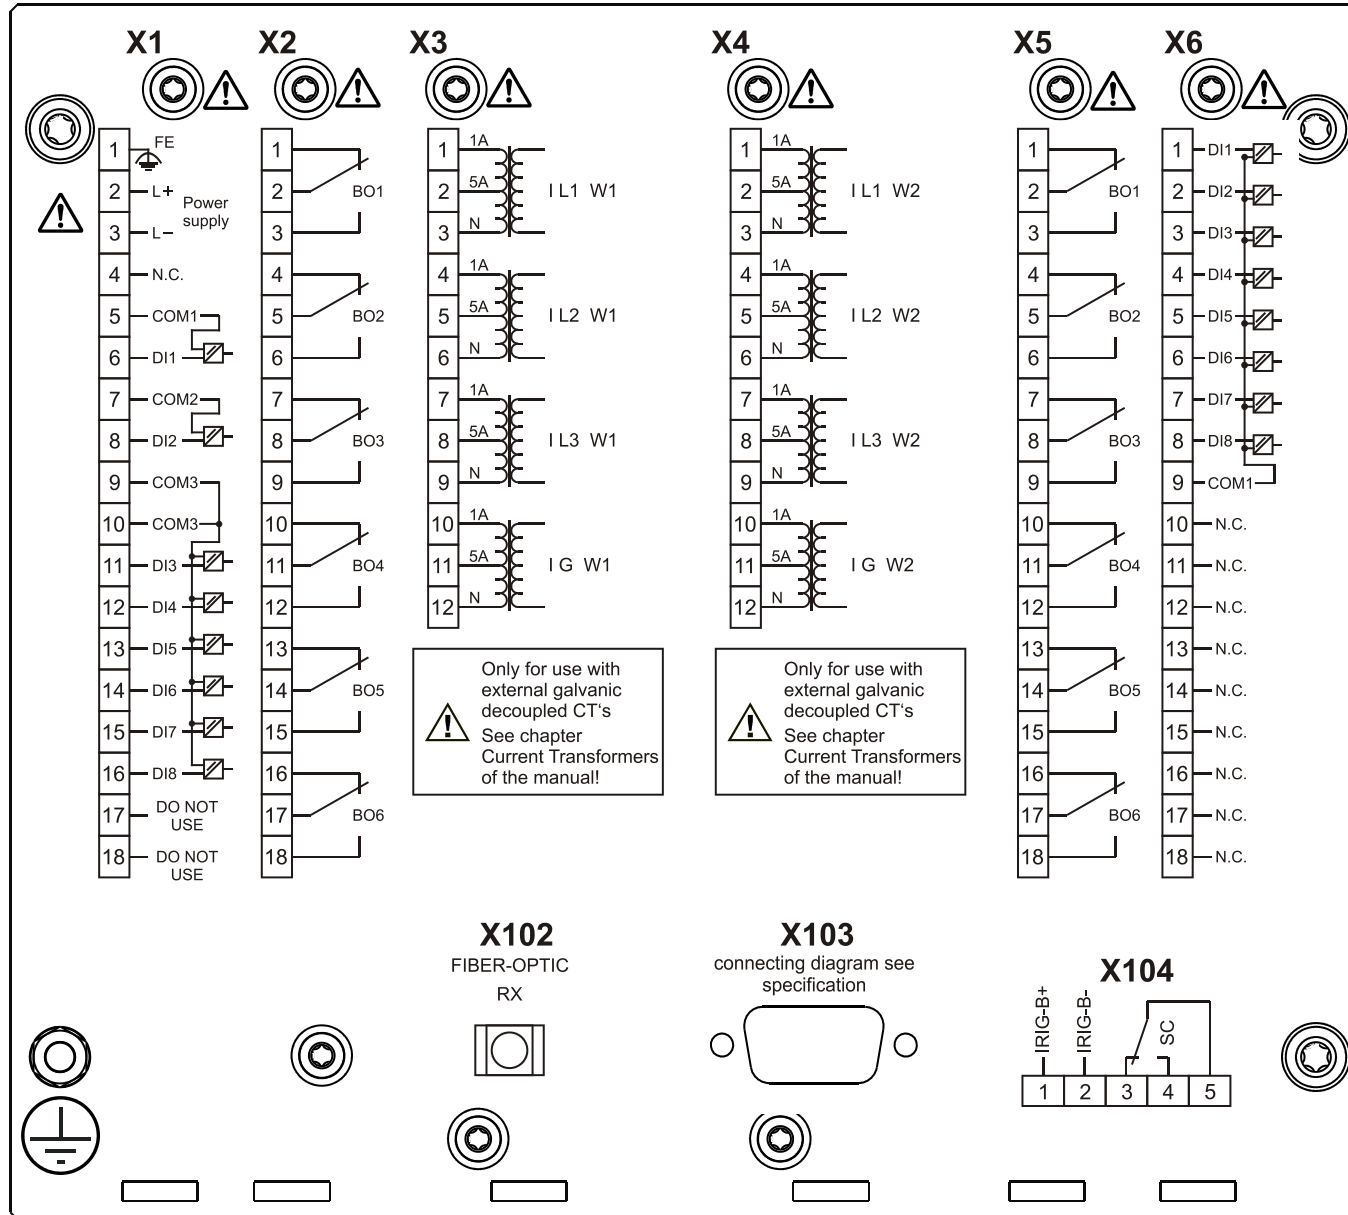 X1
X2
X3
X4
X5
X6
1 FE
2 L+
Power
supply
3 L−
4 N.C.
5 COM1
6 DI1
7 COM2
8 DI2
9 COM3
10 COM3
11 DI3
12 DI4
13 DI5
14 DI6
15 DI7
16 DI8
17 DO NOT
USE
18 DO NOT
USE
1
2 BO1
3
4
5 BO2
6
7
8 BO3
9
10
11 BO4
12
13
14 BO5
15
16
17 BO6
18
1 1A
2 5A I L1 W1
3 N
4 1A
5 5A I L2 W1
6 N
7 1A
8 5A I L3 W1
9 N
10 1A
11 5A I G W1
12 N
Only for use with
external galvanic
decoupled CT's
See chapter
Current Transformers
of the manual!
1 1A
2 5A I L1 W2
3 N
4 1A
5 5A I L2 W2
6 N
7 1A
8 5A I L3 W2
9 N
10 1A
11 5A I G W2
12 N
Only for use with
external galvanic
decoupled CT's
See chapter
Current Transformers
of the manual!
1
2 BO1
3
4
5 BO2
6
7
8 BO3
9
10
11 BO4
12
13
14 BO5
15
16
17 BO6
18
1 DI1
2 DI2
3 DI3
4 DI4
5 DI5
6 DI6
7 DI7
8 DI8
9 COM1
10 N.C.
11 N.C.
12 N.C.
13 N.C.
14 N.C.
15 N.C.
16 N.C.
17 N.C.
18 N.C.
X102
FIBER-OPTIC
RX
X103
connecting diagram see
specification
X104
IRIG-B+
IRIG-B-
SC
1 2 3 4 5